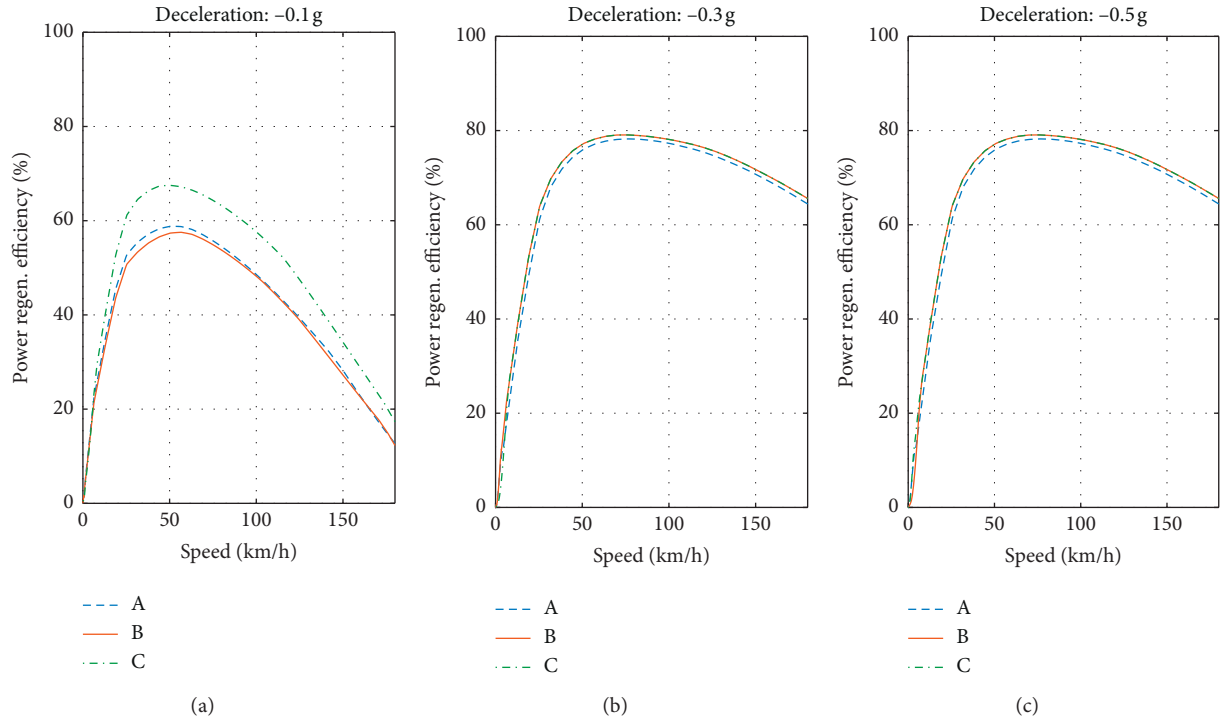 Deceleration: –0.1 g
100
80
60
40
20
0
Power regen. efficiency (%)
0 50 100 150
Speed (km/h)
A
B
C
(a)
Deceleration: –0.3 g
100
80
60
40
20
0
Power regen. efficiency (%)
0 50 100 150
Speed (km/h)
A
B
C
(b)
Deceleration: –0.5 g
100
80
60
40
20
0
Power regen. efficiency (%)
0 50 100 150
Speed (km/h)
A
B
C
(c)